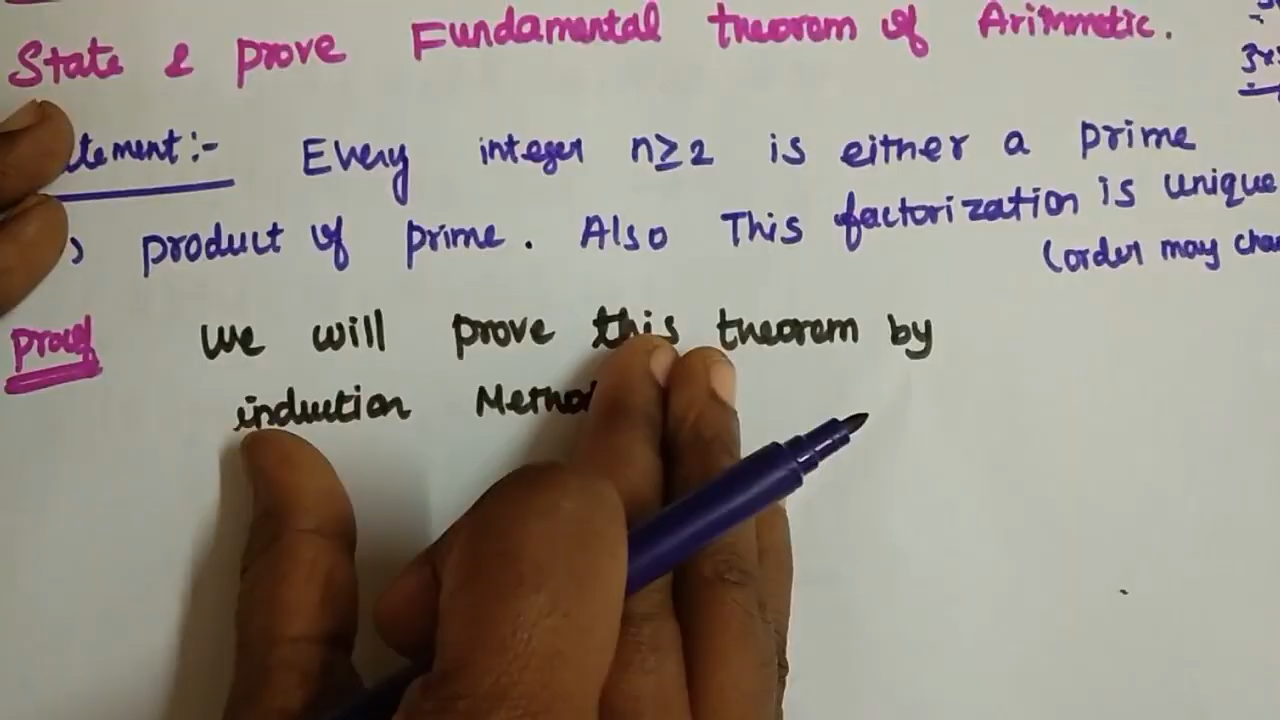 State & prove Fundamental theorem of Arithmetic.
tement :- Every integer n≥2 is either a prime
product of prime. Also This factorization is unique
(order may cha
Proof We will prove this theorem by
induction Method